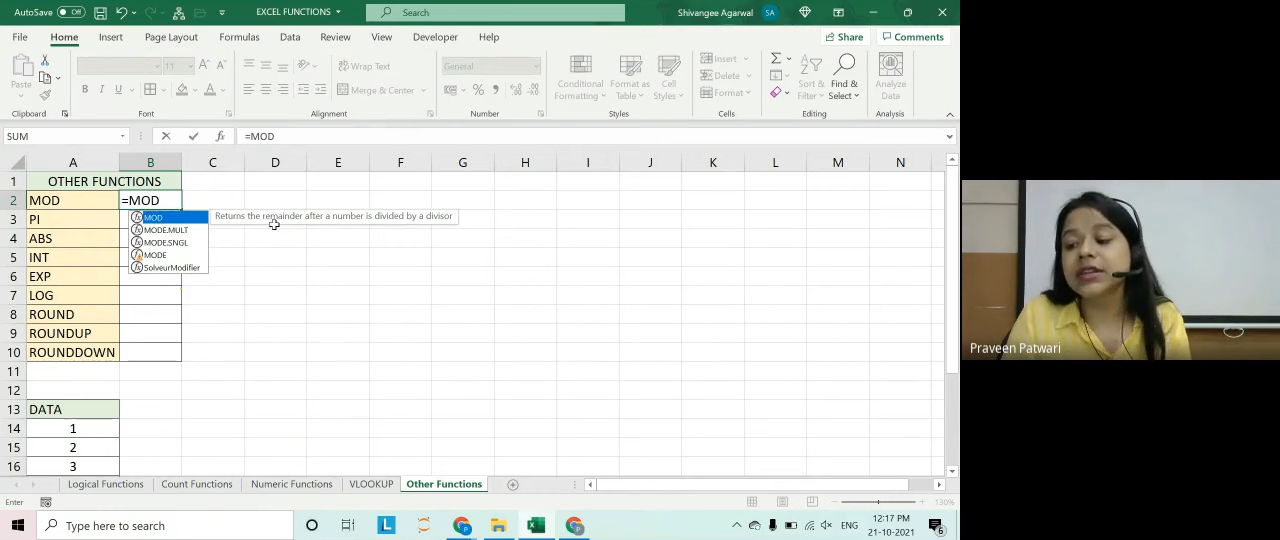 AutoSave Off EXCEL FUNCTIONS Search Shivangee Agarwal SA
File Home Insert Page Layout Formulas Data Review View Developer Help Share Comments
Paste General 11 Wrap Text Merge & Center Conditional Formatting Format as Table Cell Styles Insert Delete Format Sort & Filter Find & Select Analyze Data
B I U
Clipboard Font Alignment Number Styles Cells Editing Analysis
SUM =MOD
A B C D E F G H I J K L M N
1 OTHER FUNCTIONS
2 MOD =MOD
3 PI MOD Returns the remainder after a number is divided by a divisor
MODE.MULT
4 ABS MODE.SNGL
5 INT MODE
SolveurModifier
6 EXP
7 LOG
8 ROUND
9 ROUNDUP
10 ROUNDDOWN
11
12
13 DATA
14 1
15 2
16 3
Logical Functions Count Functions Numeric Functions VLOOKUP Other Functions
Enter 130%
Type here to search L ENG 12:17 PM 21-10-2021 6
Praveen Patwari